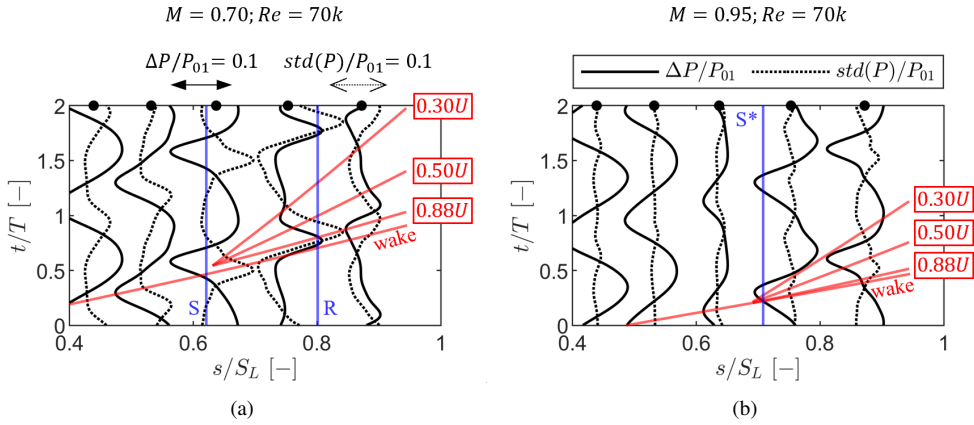 M = 0.70; Re = 70k
M = 0.95; Re = 70k
ΔP/P01 = 0.1
std(P)/P01 = 0.1
ΔP/P01
std(P)/P01
2
1.5
1
0.5
0
t/T [−]
0.30U
0.50U
0.88U
wake
S
R
0.4
0.6
0.8
1
s/SL [−]
(a)
2
1.5
1
0.5
0
t/T [−]
S*
0.30U
0.50U
0.88U
wake
0.4
0.6
0.8
1
s/SL [−]
(b)